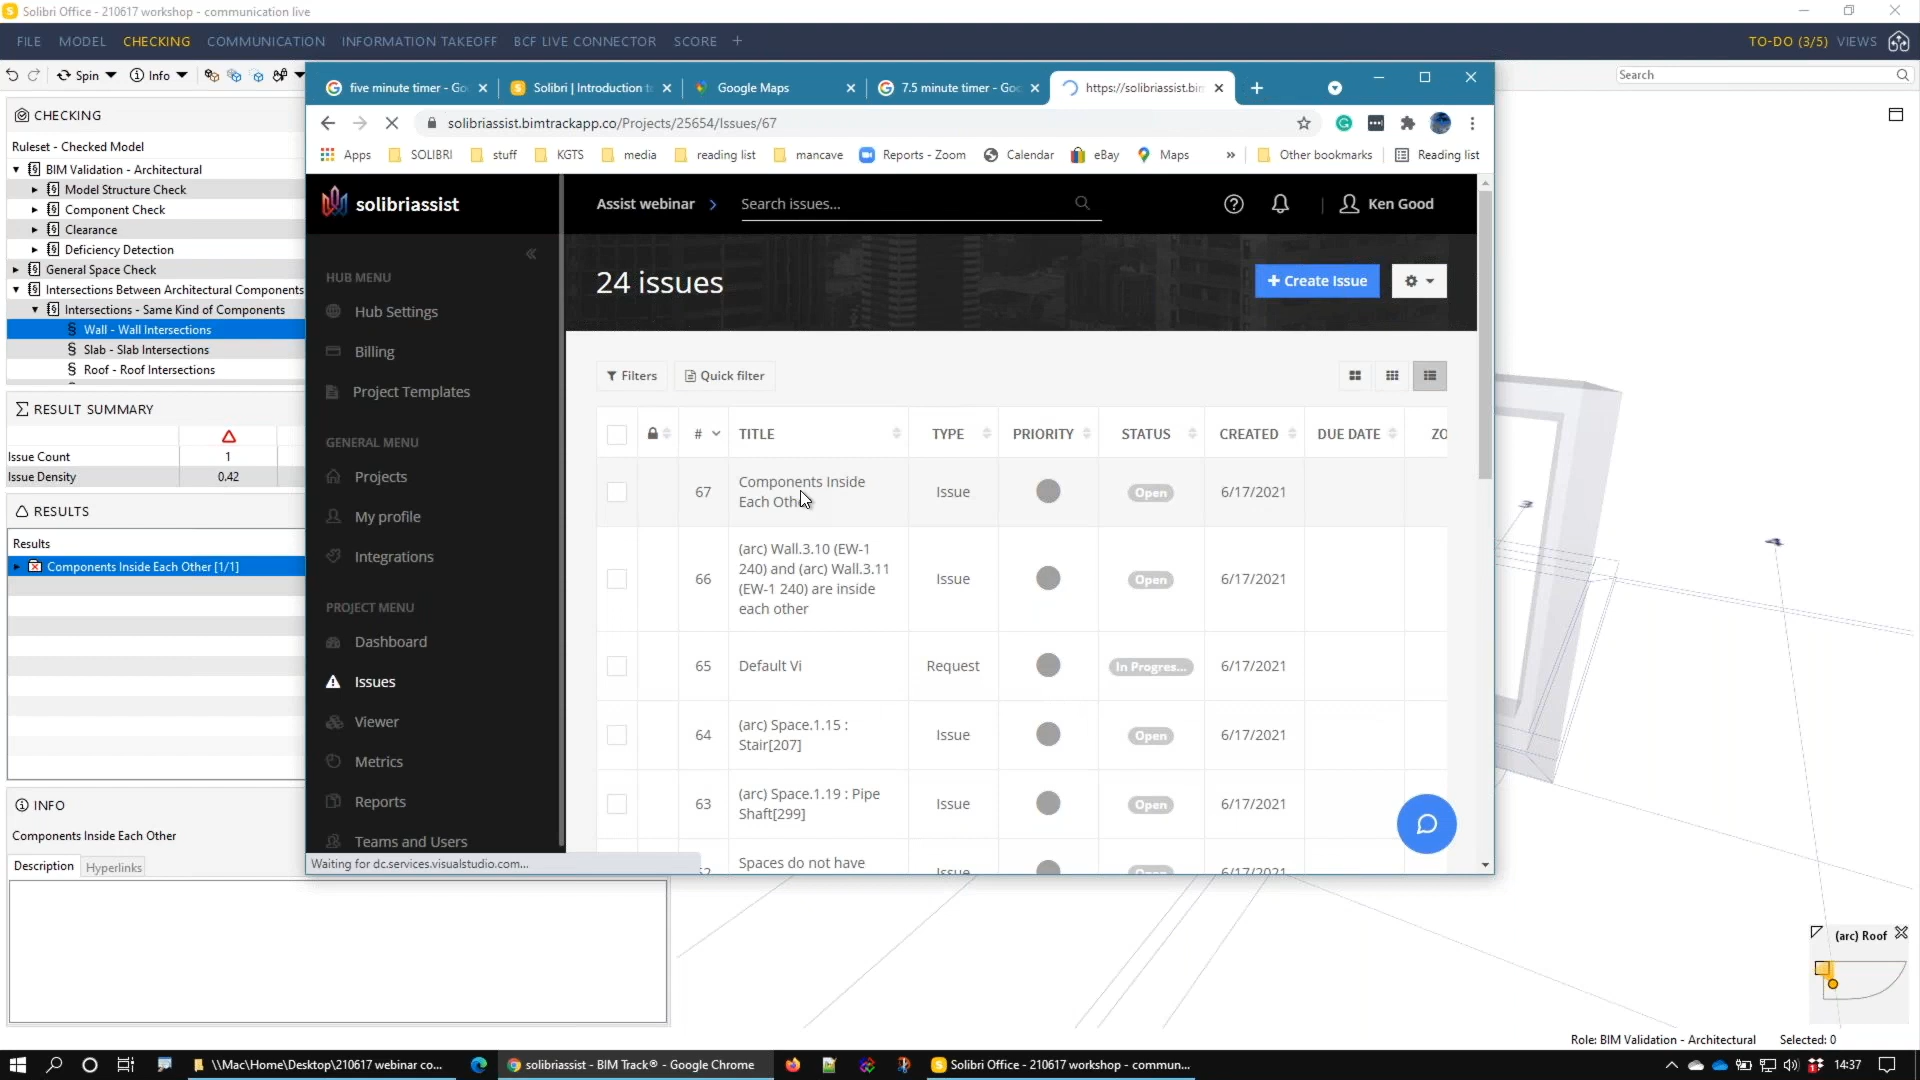 Solibri Office - 210617 workshop - communication live
FILE MODEL CHECKING COMMUNICATION INFORMATION TAKEOFF BCF LIVE CONNECTOR SCORE +
TO-DO (3/5) VIEWS
Spin Info
Search
CHECKING
Ruleset - Checked Model
BIM Validation - Architectural
Model Structure Check
Component Check
Clearance
Deficiency Detection
General Space Check
Intersections Between Architectural Components
Intersections - Same Kind of Components
§ Wall - Wall Intersections
§ Slab - Slab Intersections
§ Roof - Roof Intersections
RESULT SUMMARY
Issue Count 1
Issue Density 0.42
RESULTS
Results
Components Inside Each Other [1/1]
INFO
Components Inside Each Other
Description Hyperlinks
five minute timer - Go
Solibri | Introduction to
Google Maps
7.5 minute timer - Goo
https://solibriassist.bim
solibriassist.bimtrackapp.co/Projects/25654/Issues/67
Apps SOLIBRI stuff KGTS media reading list mancave Reports - Zoom Calendar eBay Maps » Other bookmarks Reading list
solibriassist
Assist webinar
Search issues...
Ken Good
HUB MENU
Hub Settings
Billing
Project Templates
GENERAL MENU
Projects
My profile
Integrations
PROJECT MENU
Dashboard
Issues
Viewer
Metrics
Reports
Teams and Users
Waiting for dc.services.visualstudio.com...
24 issues
+ Create Issue
Filters Quick filter
# TITLE TYPE PRIORITY STATUS CREATED DUE DATE ZO
67 Components Inside Each Other Issue Open 6/17/2021
66 (arc) Wall.3.10 (EW-1 240) and (arc) Wall.3.11 (EW-1 240) are inside each other Issue Open 6/17/2021
65 Default Vi Request In Progres... 6/17/2021
64 (arc) Space.1.15 : Stair[207] Issue Open 6/17/2021
63 (arc) Space.1.19 : Pipe Shaft[299] Issue Open 6/17/2021
Spaces do not have Issue Open 6/17/2021
(arc) Roof
Role: BIM Validation - Architectural Selected: 0
\\Mac\Home\Desktop\210617 webinar co...
solibriassist - BIM Track® - Google Chrome
Solibri Office - 210617 workshop - commun...
14:37